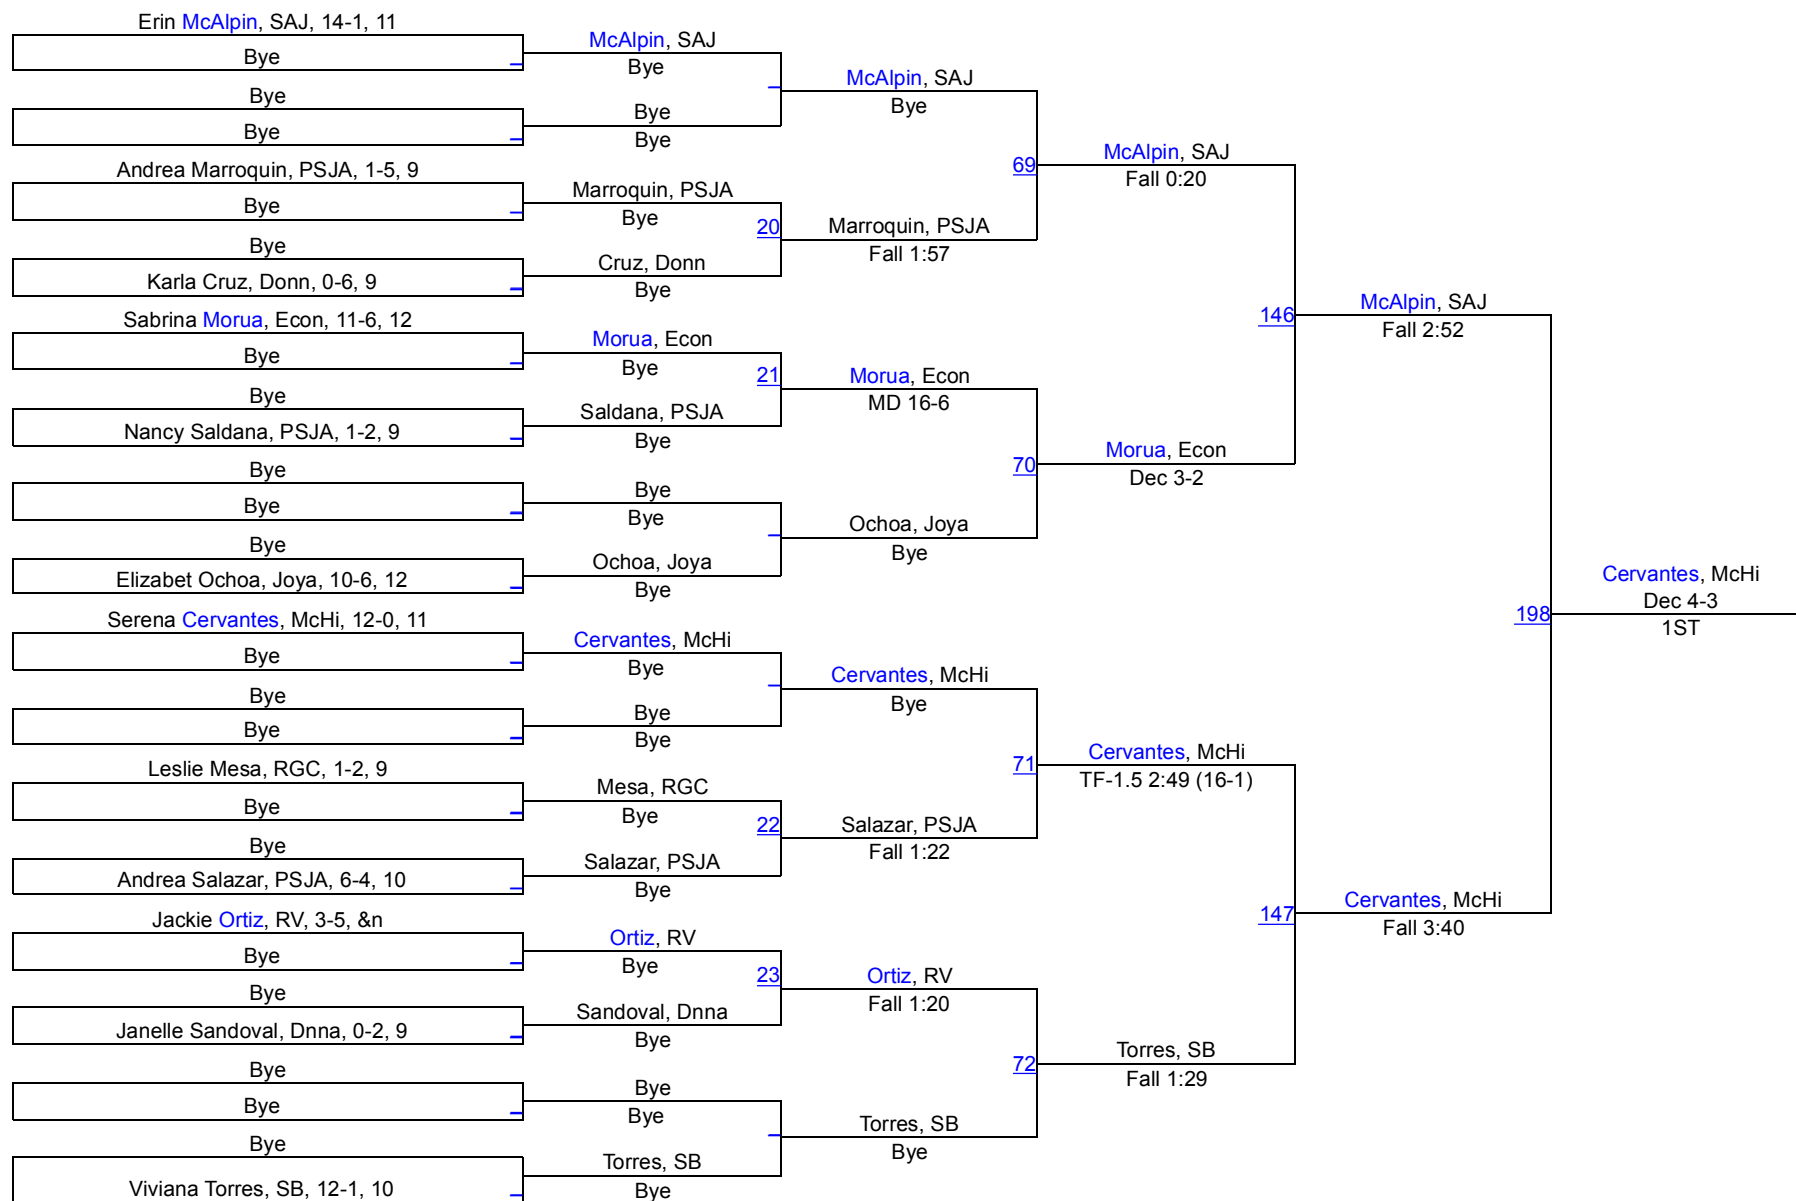 Erin McAlpin, SAJ, 14-1, 11
Bye
Bye
Bye
Andrea Marroquin, PSJA, 1-5, 9
Bye
Bye
Karla Cruz, Donn, 0-6, 9
Sabrina Morua, Econ, 11-6, 12
Bye
Bye
Nancy Saldana, PSJA, 1-2, 9
Bye
Bye
Bye
Elizabet Ochoa, Joya, 10-6, 12
Serena Cervantes, McHi, 12-0, 11
Bye
Bye
Bye
Leslie Mesa, RGC, 1-2, 9
Bye
Bye
Andrea Salazar, PSJA, 6-4, 10
Jackie Ortiz, RV, 3-5, &n
Bye
Bye
Janelle Sandoval, Dnna, 0-2, 9
Bye
Bye
Bye
Viviana Torres, SB, 12-1, 10
McAlpin, SAJ
Bye
Bye
Bye
Marroquin, PSJA
Bye
20
Cruz, Donn
Bye
Morua, Econ
Bye
21
Saldana, PSJA
Bye
Bye
Bye
Ochoa, Joya
Bye
Cervantes, McHi
Bye
Bye
Bye
Mesa, RGC
Bye
22
Salazar, PSJA
Bye
Ortiz, RV
Bye
23
Sandoval, Dnna
Bye
Bye
Bye
Torres, SB
Bye
McAlpin, SAJ
Bye
69
Marroquin, PSJA
Fall 1:57
Morua, Econ
MD 16-6
70
Ochoa, Joya
Bye
Cervantes, McHi
Bye
71
Salazar, PSJA
Fall 1:22
Ortiz, RV
Fall 1:20
72
Torres, SB
Bye
McAlpin, SAJ
Fall 0:20
146
Morua, Econ
Dec 3-2
Cervantes, McHi
TF-1.5 2:49 (16-1)
147
Torres, SB
Fall 1:29
McAlpin, SAJ
Fall 2:52
198
Cervantes, McHi
Fall 3:40
Cervantes, McHi
Dec 4-3
1ST